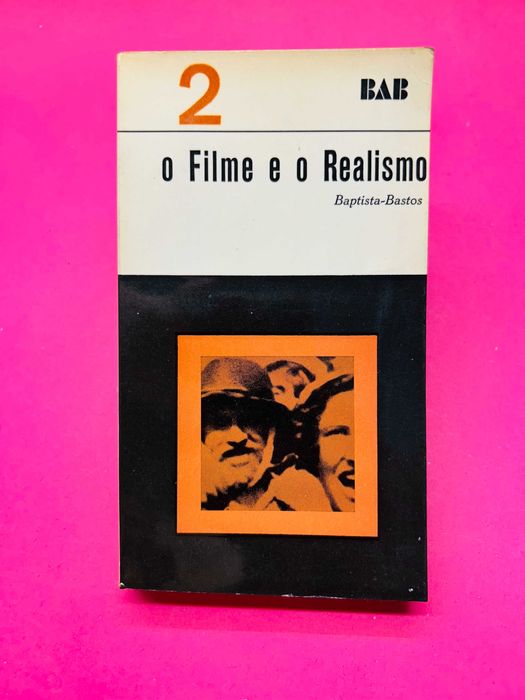 2
BAB
o Filme e o Realismo
Baptista-Bastos